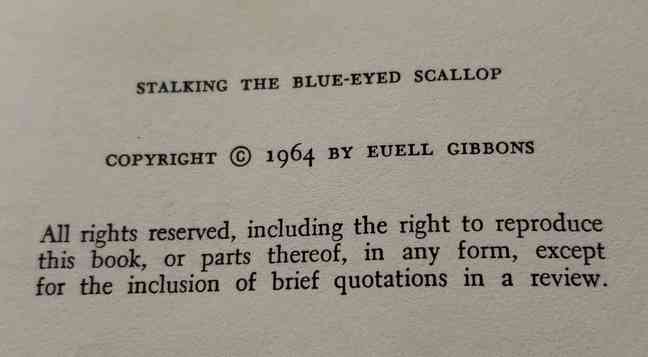 STALKING THE BLUE-EYED SCALLOP
COPYRIGHT © 1964 BY EUELL GIBBONS
All rights reserved, including the right to reproduce
this book, or parts thereof, in any form, except
for the inclusion of brief quotations in a review.